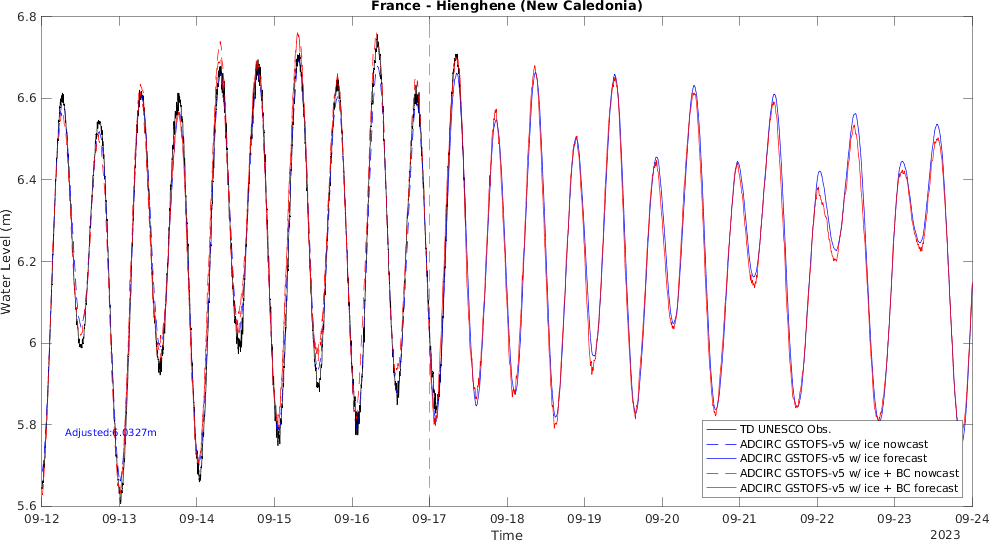 France - Hienghene (New Caledonia)
6.8
6.6
6.4
6.2
6
5.8
5.6
Water Level (m)
Adjusted:6.0327m
TD UNESCO Obs.
ADCIRC GSTOFS-v5 w/ ice nowcast
ADCIRC GSTOFS-v5 w/ ice forecast
ADCIRC GSTOFS-v5 w/ ice + BC nowcast
ADCIRC GSTOFS-v5 w/ ice + BC forecast
09-12 09-13 09-14 09-15 09-16 09-17 09-18 09-19 09-20 09-21 09-22 09-23 09-24
Time
2023